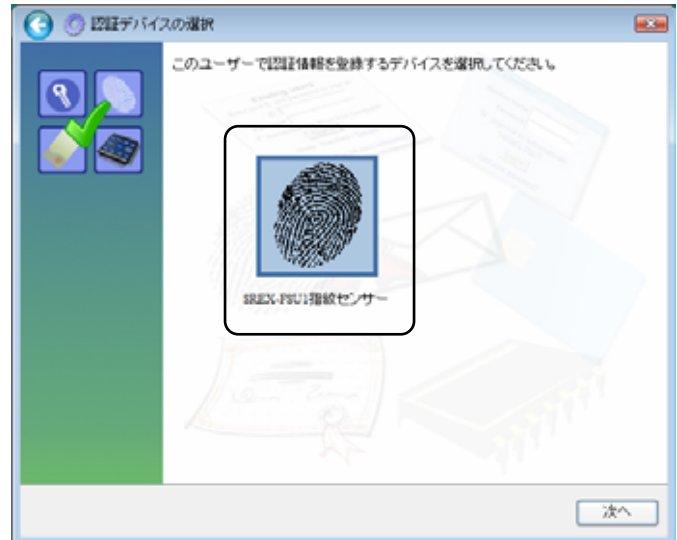 認証デバイスの選択
このユーザーで認証情報を登録するデバイスを選択してください。
SREX-FSU1指紋センサー
次へ